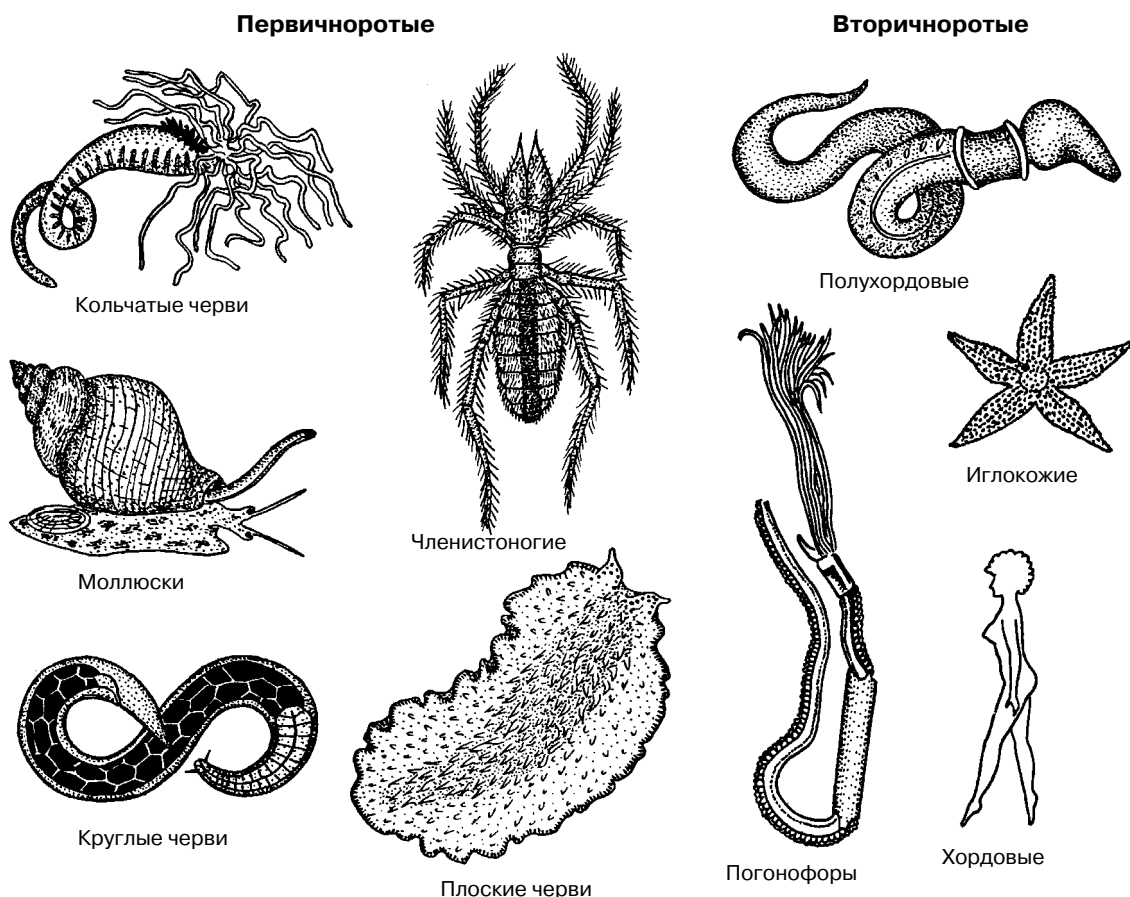 Первичноротые
Вторичноротые
Кольчатые черви
Полухордовые
Иглокожие
Членистоногие
Моллюски
Круглые черви
Плоские черви
Погонофоры
Хордовые